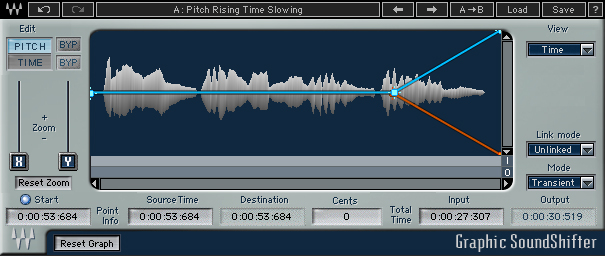 A: Pitch Rising Time Slowing A→B Load Save ?
Edit View
PITCH BYP Time
TIME BYP
+
Zoom
-
X Y
Link mode
Unlinked
Mode
Reset Zoom Transient
I
O
Start Source Time Destination Cents Input Output
0:00:53:684 Point Info 0:00:53:684 0:00:53:684 0 Total Time 0:00:27:307 0:00:30:519
Reset Graph Graphic SoundShifter